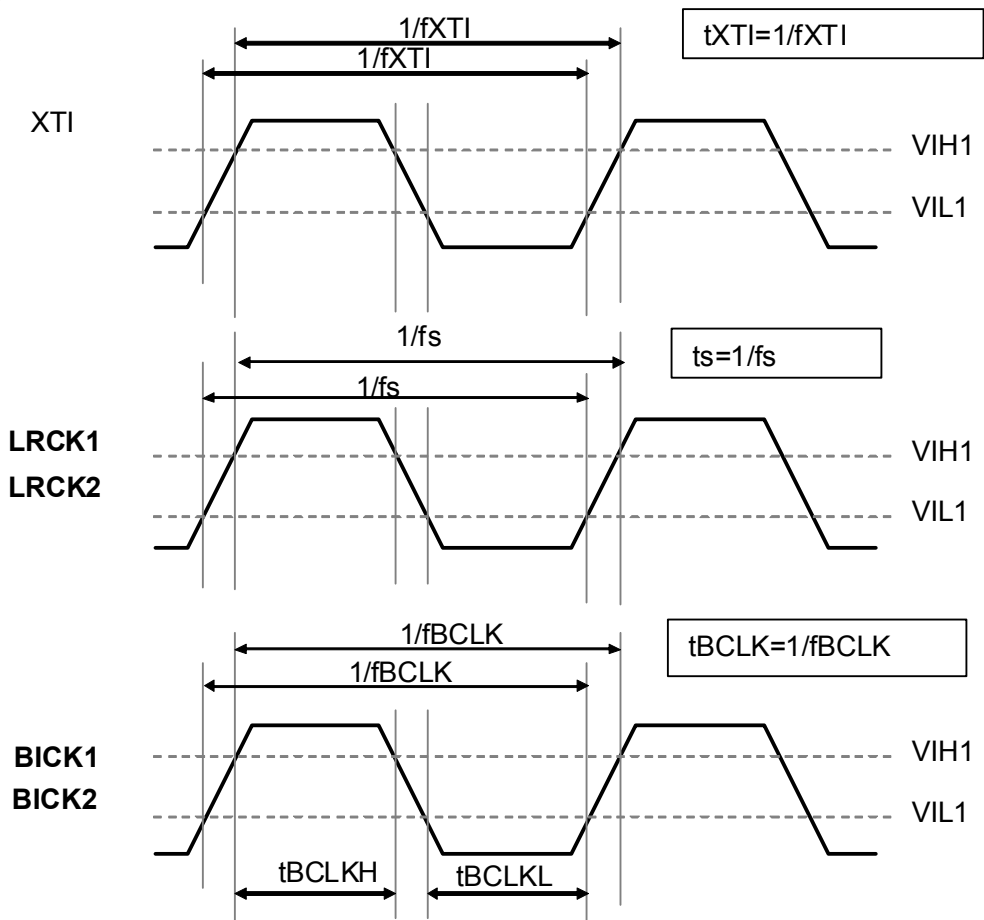 1/fXTI
tXTI=1/fXTI
1/fXTI
XTI
VIH1
VIL1
1/fs
ts=1/fs
1/fs
LRCK1
VIH1
LRCK2
VIL1
1/fBCLK
tBCLK=1/fBCLK
1/fBCLK
BICK1
VIH1
BICK2
VIL1
tBCLKH
tBCLKL